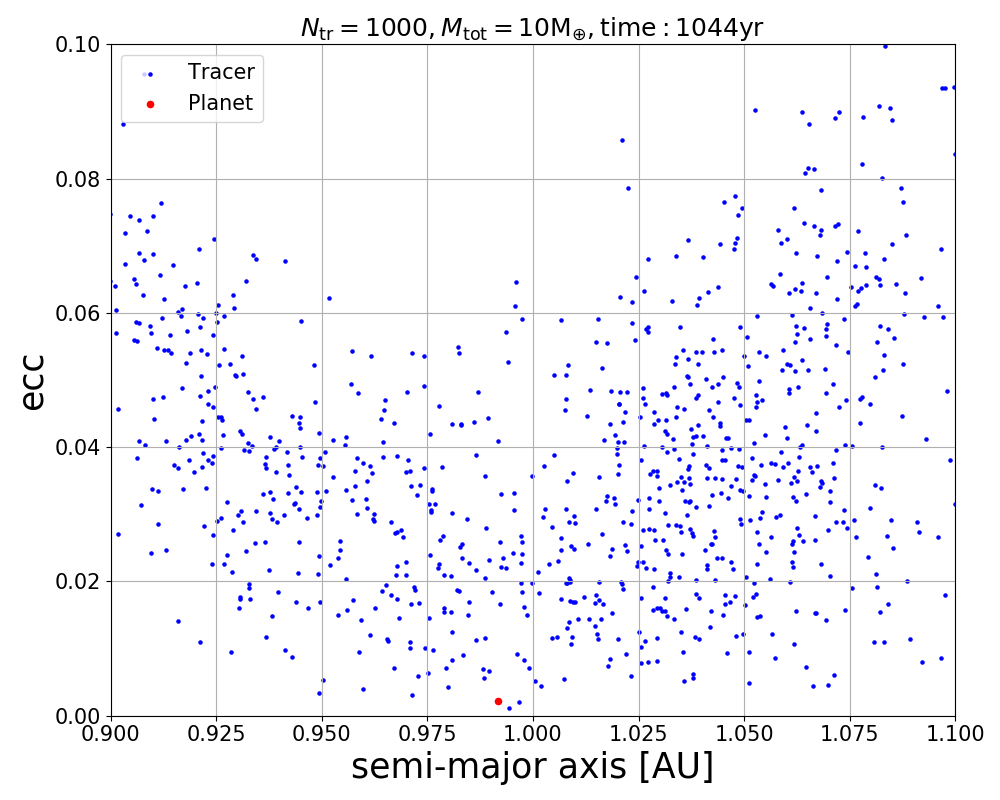 N_tr = 1000, M_tot = 10M_⊕, time : 1044yr
0.10
Tracer
Planet
0.08
0.06
ecc
0.04
0.02
0.00
0.900 0.925 0.950 0.975 1.000 1.025 1.050 1.075 1.100
semi-major axis [AU]